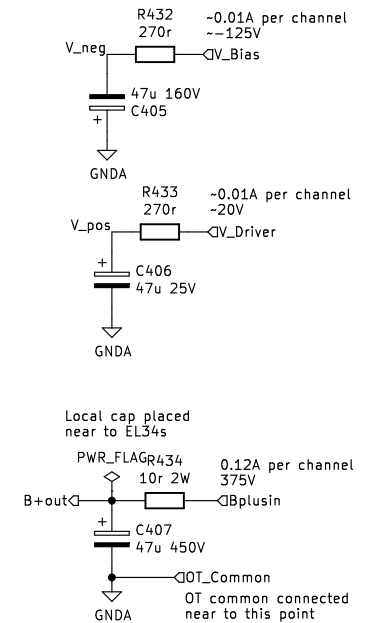 R432
270r
~0.01A per channel
~-125V
V_neg
V_Bias
47u 160V
C405
+
GNDA
R433
270r
~0.01A per channel
~20V
V_pos
V_Driver
+
C406
47u 25V
GNDA
Local cap placed
near to EL34s
PWR_FLAG
R434
10r 2W
0.12A per channel
375V
B+out
Bplusin
+
C407
47u 450V
OT_Common
GNDA
OT common connected
near to this point